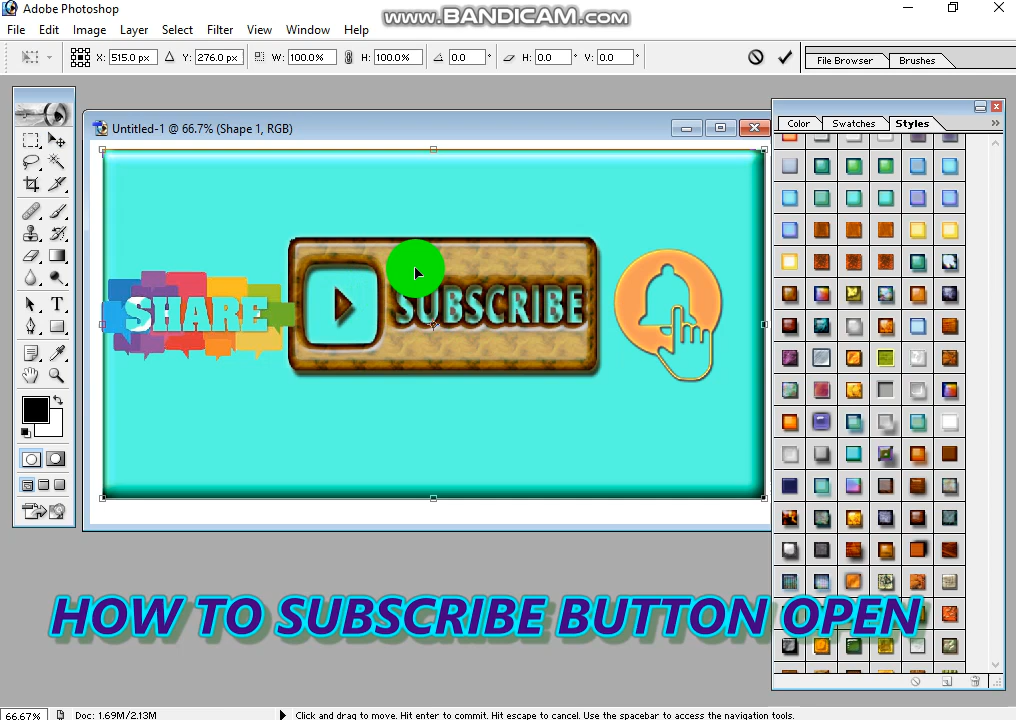 Adobe Photoshop
www.BANDICAM.com
File Edit Image Layer Select Filter View Window Help
X: 515.0 px Y: 276.0 px W: 100.0% H: 100.0% 0.0 ° H: 0.0 ° V: 0.0 °
File Browser Brushes
Untitled-1 @ 66.7% (Shape 1, RGB)
Color Swatches Styles
SHARE
SUBSCRIBE
T
HOW TO SUBSCRIBE BUTTON OPEN
66.67% Doc: 1.69M/2.13M Click and drag to move. Hit enter to commit. Hit escape to cancel. Use the spacebar to access the navigation tools.